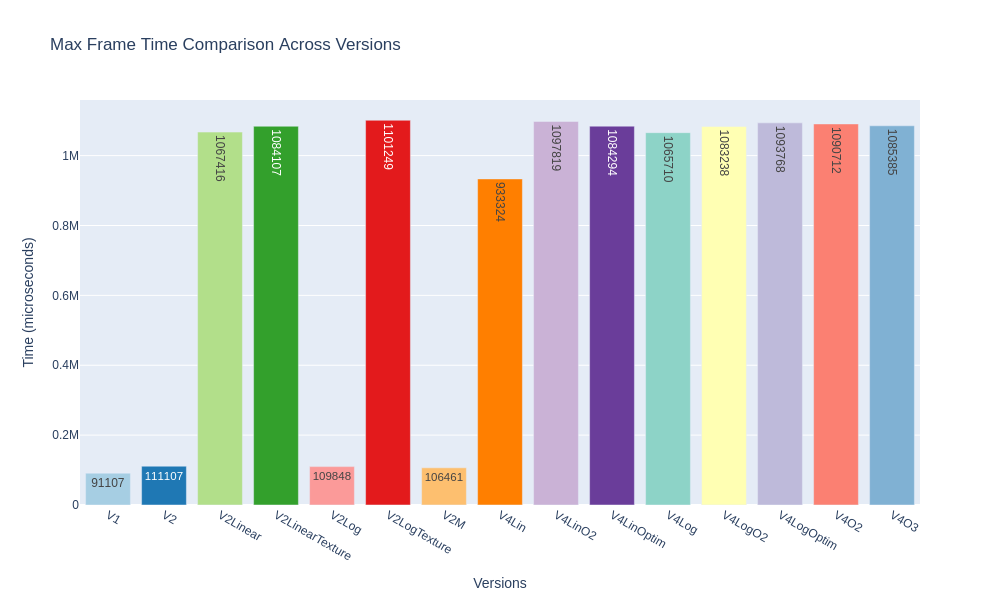 Max Frame Time Comparison Across Versions
Time (microseconds)
1M
0.8M
0.6M
0.4M
0.2M
0
91107
111107
1067416
1084107
109848
1101249
106461
933324
1097819
1084294
1065710
1083238
1093768
1090712
1085385
V1
V2
V2Linear
V2LinearTexture
V2Log
V2LogTexture
V2M
V4Lin
V4LinO2
V4LinOptim
V4Log
V4LogO2
V4LogOptim
V4O2
V4O3
Versions